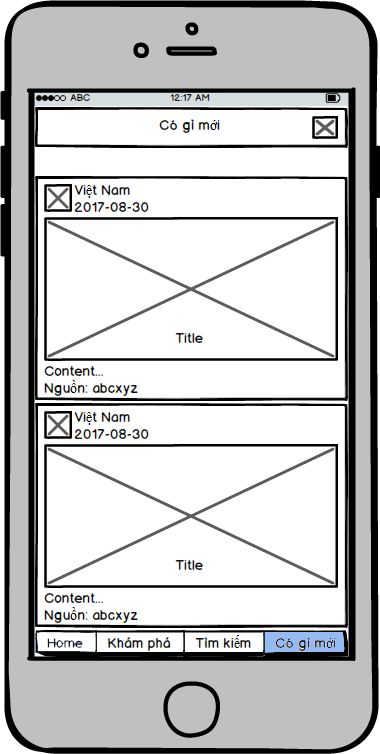 ABC 12:17 AM
Có gì mới
Việt Nam
2017-08-30
Title
Content...
Nguồn: abcxyz
Việt Nam
2017-08-30
Title
Content...
Nguồn: abcxyz
Home Khám phá Tìm kiếm Có gì mới